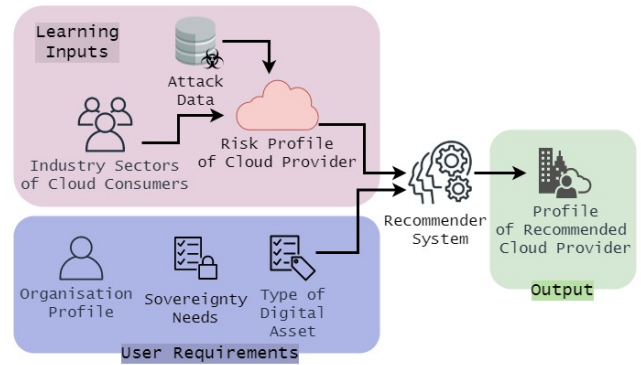 Learning
Inputs
Attack
Data
Industry Sectors
of Cloud Consumers
Risk Profile
of Cloud Provider
Recommender
System
Profile
of Recommended
Cloud Provider
Output
Organisation
Profile
Sovereignty
Needs
Type of
Digital
Asset
User Requirements